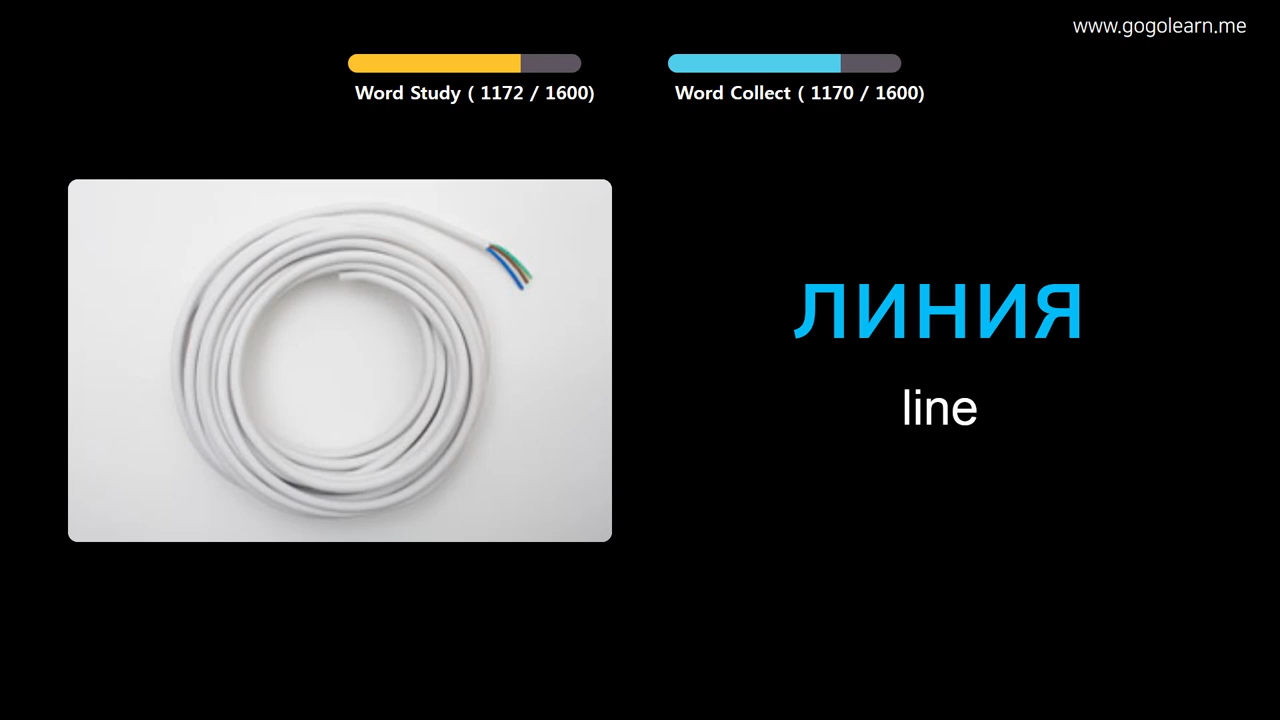 www.gogolearn.me
Word Study ( 1172 / 1600)
Word Collect ( 1170 / 1600)
линия
line